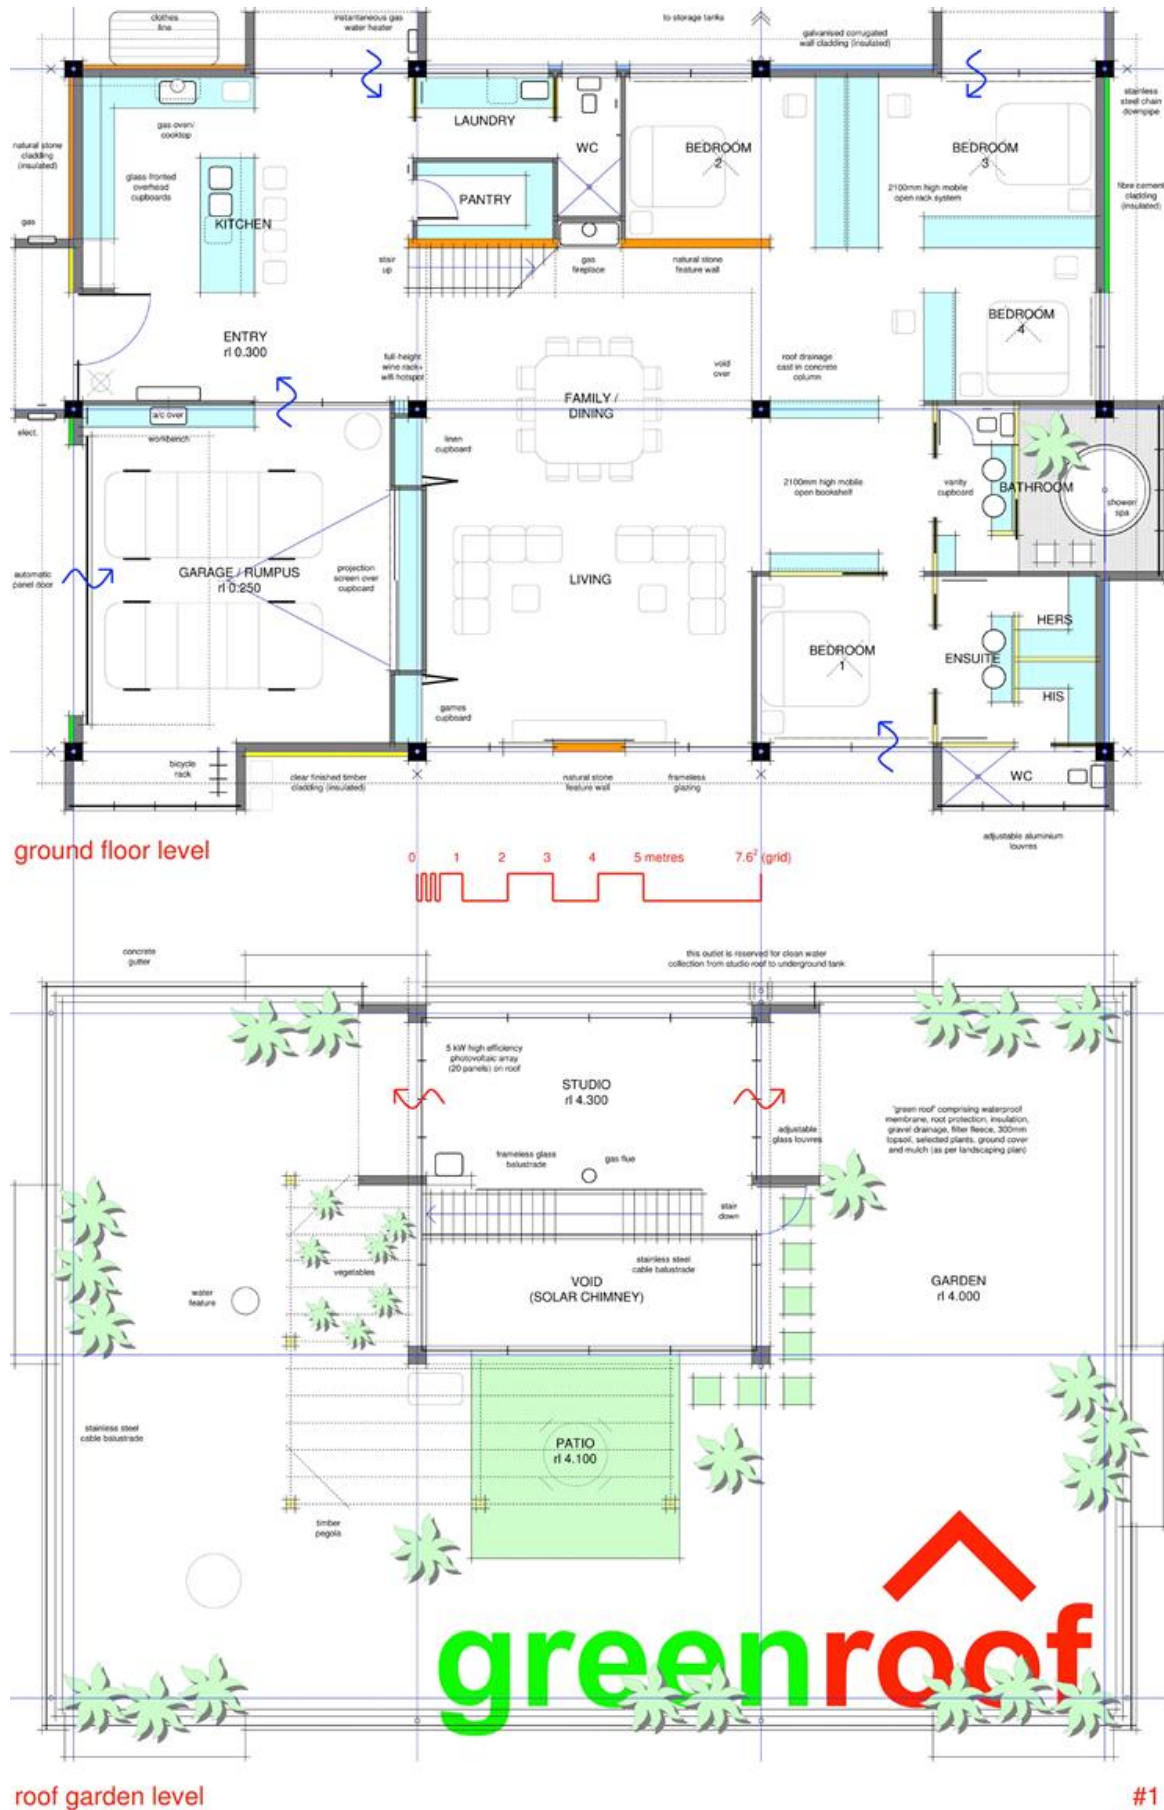 clothes
line
instantaneous gas
water heater
to storage tanks
galvanised corrugated
wall cladding (insulated)
stainless
steel chain
downpipe
natural stone
cladding
(insulated)
gas oven/
cooktop
LAUNDRY
WC
BEDROOM
2
BEDROOM
3
glass fronted
overhead
cupboards
PANTRY
2100mm high mobile
open rack system
fibre cement
cladding
(insulated)
gas
KITCHEN
stair
up
gas
fireplace
natural stone
feature wall
BEDROOM
4
ENTRY
rl 0.300
full-height
wine rack+
wifi hotspot
void
over
roof drainage
cast in concrete
column
FAMILY /
DINING
elect.
a/c over
workbench
linen
cupboard
2100mm high mobile
open bookshelf
vanity
cupboard
BATHROOM
shower
spa
automatic
panel door
GARAGE / RUMPUS
rl 0.250
projection
screen over
cupboard
LIVING
HERS
BEDROOM
1
ENSUITE
HIS
games
cupboard
bicycle
rack
clear finished timber
cladding (insulated)
natural stone
feature wall
frameless
glazing
WC
adjustable aluminium
louvres
ground floor level
0 1 2 3 4 5 metres 7.6² (grid)
concrete
gutter
this outlet is reserved for clean water
collection from studio roof to underground tank
5 kW high efficiency
photovoltaic array
(20 panels) on roof
STUDIO
rl 4.300
adjustable
glass louvres
'green roof' comprising waterproof
membrane, root protection, insulation,
gravel drainage, filter fleece, 300mm
topsoil, selected plants, ground cover
and mulch (as per landscaping plan)
frameless glass
balustrade
gas flue
stair
down
vegetables
stainless steel
cable balustrade
water
feature
VOID
(SOLAR CHIMNEY)
GARDEN
rl 4.000
stainless steel
cable balustrade
PATIO
rl 4.100
timber
pegola
greenroof
roof garden level
#1